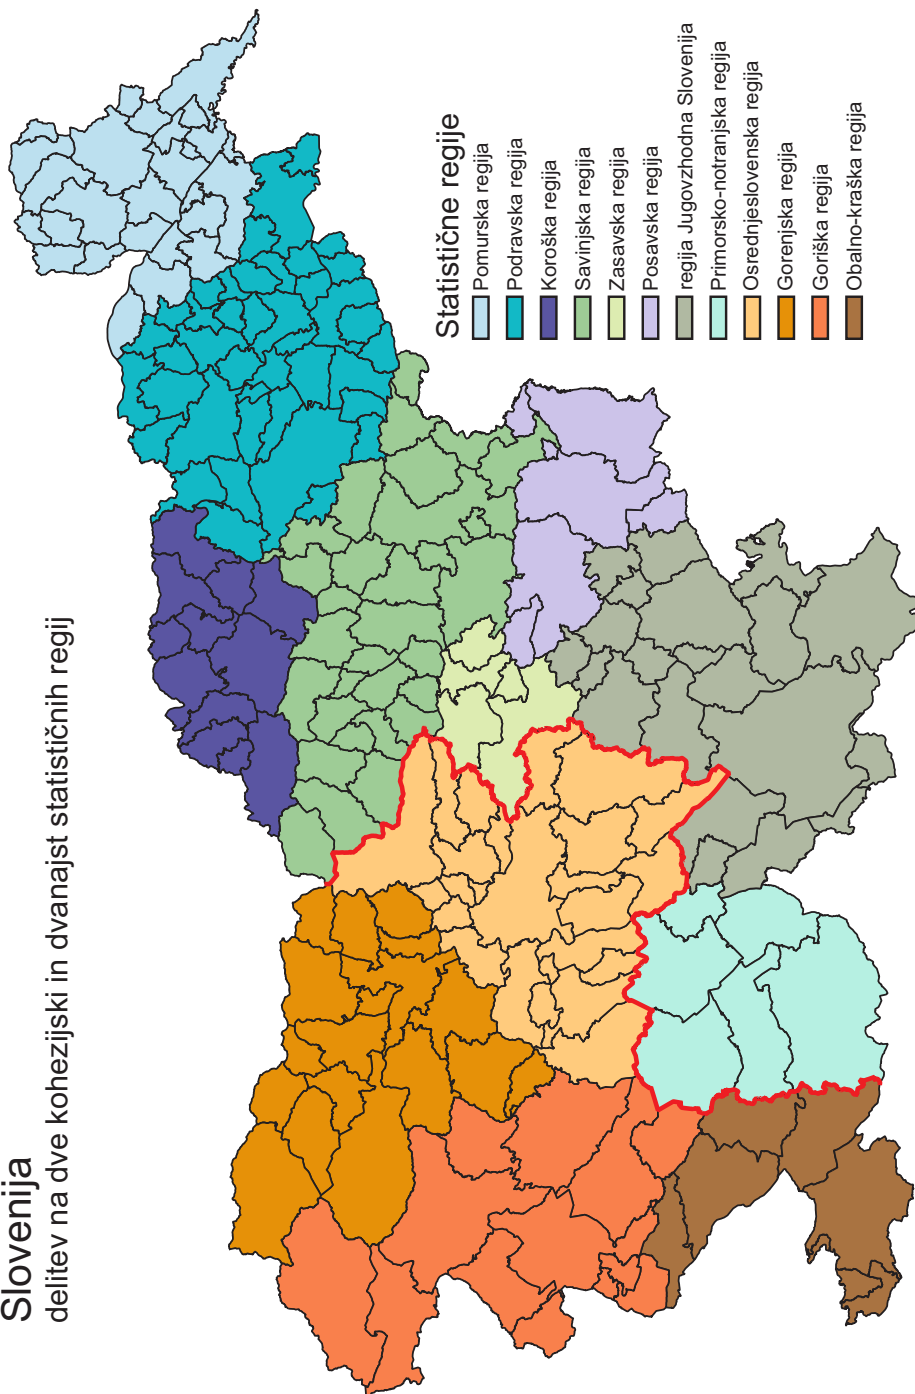 Slovenija
delitev na dve kohezijski in dvanajst statističnih regij
Statistične regije
Pomurska regija
Podravska regija
Koroška regija
Savinjska regija
Zasavska regija
Posavska regija
regija Jugovzhodna Slovenija
Primorsko-notranjska regija
Osrednjeslovenska regija
Gorenjska regija
Goriška regija
Obalno-kraška regija